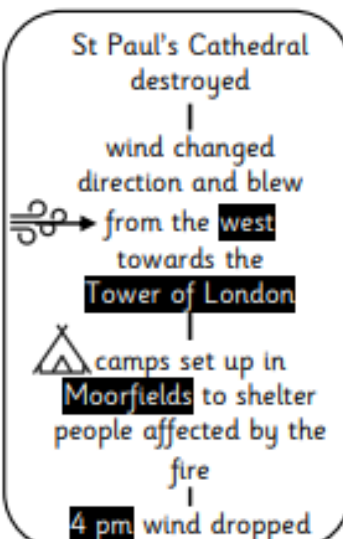 St Paul's Cathedral
destroyed
wind changed
direction and blew
from the west
towards the
Tower of London
camps set up in
Moorfields to shelter
people affected by the
fire
4 pm wind dropped